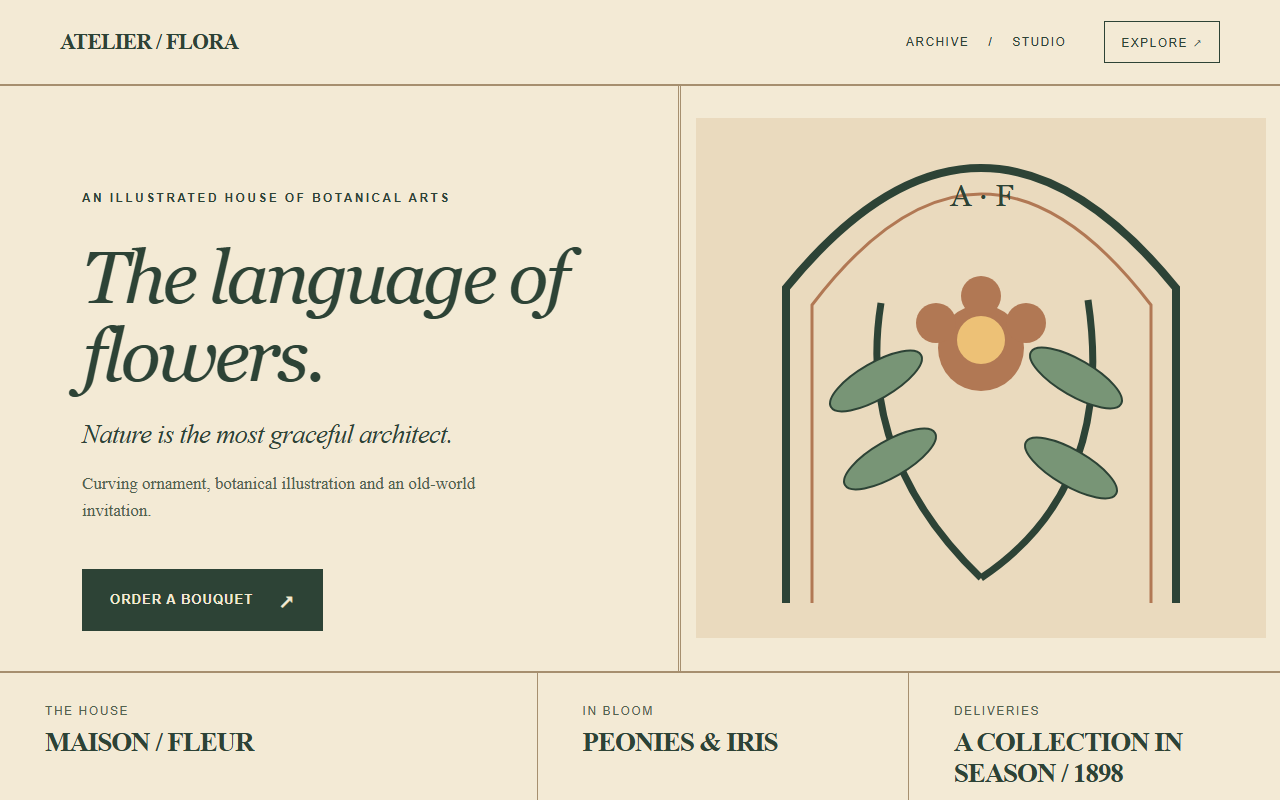 ATELIER / FLORA
ARCHIVE / STUDIO
EXPLORE ↗
AN ILLUSTRATED HOUSE OF BOTANICAL ARTS
The language of
flowers.
Nature is the most graceful architect.
Curving ornament, botanical illustration and an old-world
invitation.
ORDER A BOUQUET ↗
A · F
THE HOUSE
MAISON / FLEUR
IN BLOOM
PEONIES & IRIS
DELIVERIES
A COLLECTION IN
SEASON / 1898